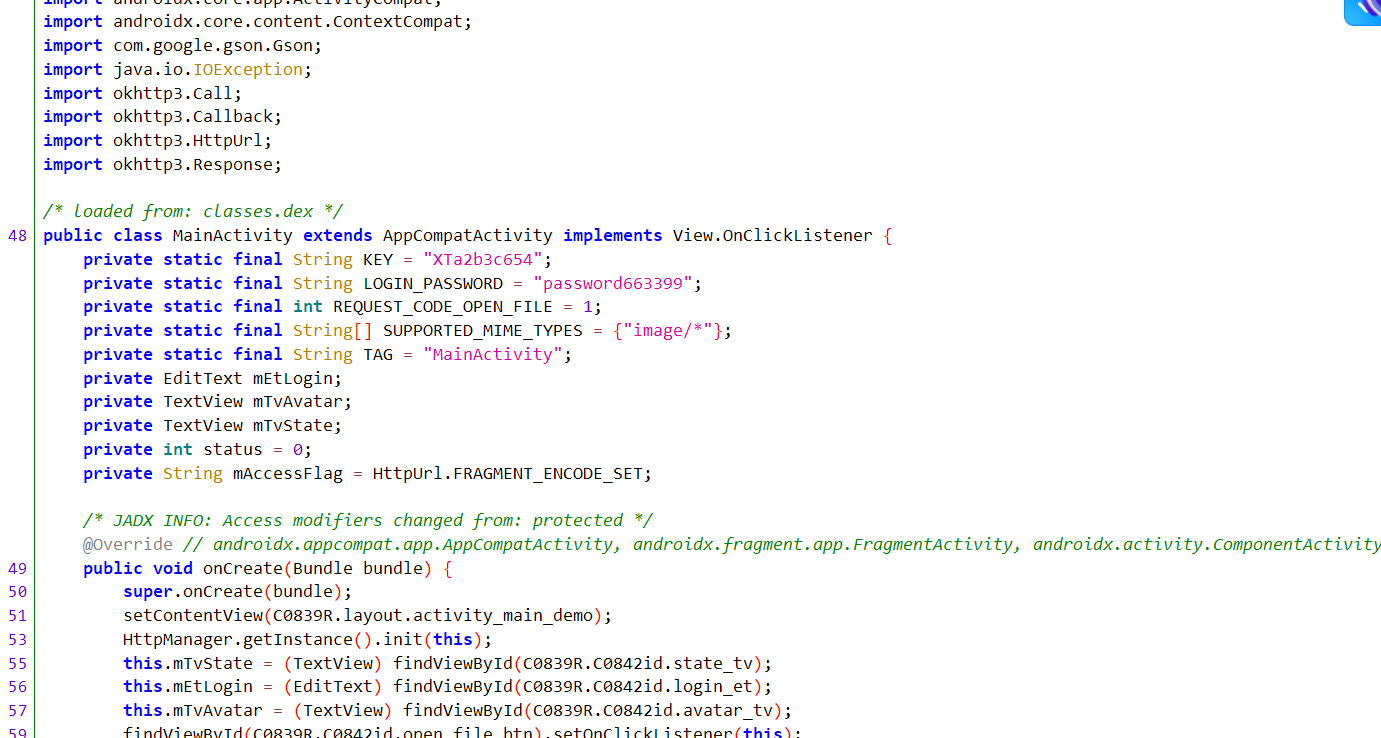 import androidx.core.app.ActivityCompat;
import androidx.core.content.ContextCompat;
import com.google.gson.Gson;
import java.io.IOException;
import okhttp3.Call;
import okhttp3.Callback;
import okhttp3.HttpUrl;
import okhttp3.Response;
/* loaded from: classes.dex */
48 public class MainActivity extends AppCompatActivity implements View.OnClickListener {
private static final String KEY = "XTa2b3c654";
private static final String LOGIN_PASSWORD = "password663399";
private static final int REQUEST_CODE_OPEN_FILE = 1;
private static final String[] SUPPORTED_MIME_TYPES = {"image/*"};
private static final String TAG = "MainActivity";
private EditText mEtLogin;
private TextView mTvAvatar;
private TextView mTvState;
private int status = 0;
private String mAccessFlag = HttpUrl.FRAGMENT_ENCODE_SET;
/* JADX INFO: Access modifiers changed from: protected */
@Override // androidx.appcompat.app.AppCompatActivity, androidx.fragment.app.FragmentActivity, androidx.activity.ComponentActivity
49 public void onCreate(Bundle bundle) {
50 super.onCreate(bundle);
51 setContentView(C0839R.layout.activity_main_demo);
53 HttpManager.getInstance().init(this);
55 this.mTvState = (TextView) findViewById(C0839R.C0842id.state_tv);
56 this.mEtLogin = (EditText) findViewById(C0839R.C0842id.login_et);
57 this.mTvAvatar = (TextView) findViewById(C0839R.C0842id.avatar_tv);
59 findViewById(C0839R.C0842id.open_file_btn).setOnClickListener(this);